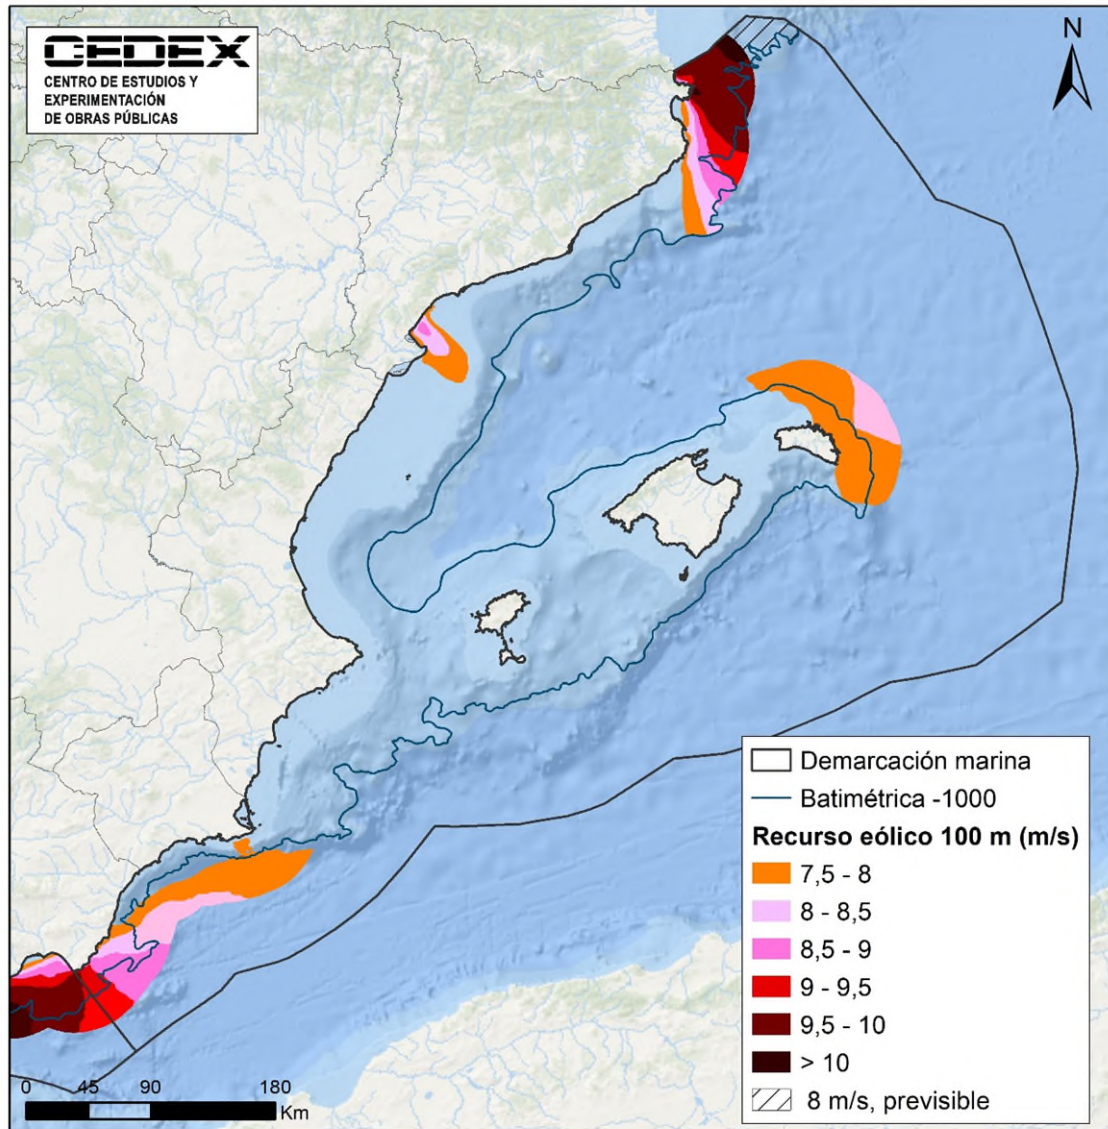 CEDEX
CENTRO DE ESTUDIOS Y
EXPERIMENTACIÓN
DE OBRAS PÚBLICAS
N
Demarcación marina
Batimétrica -1000
Recurso eólico 100 m (m/s)
7,5 - 8
8 - 8,5
8,5 - 9
9 - 9,5
9,5 - 10
> 10
8 m/s, previsible
0 45 90 180
Km